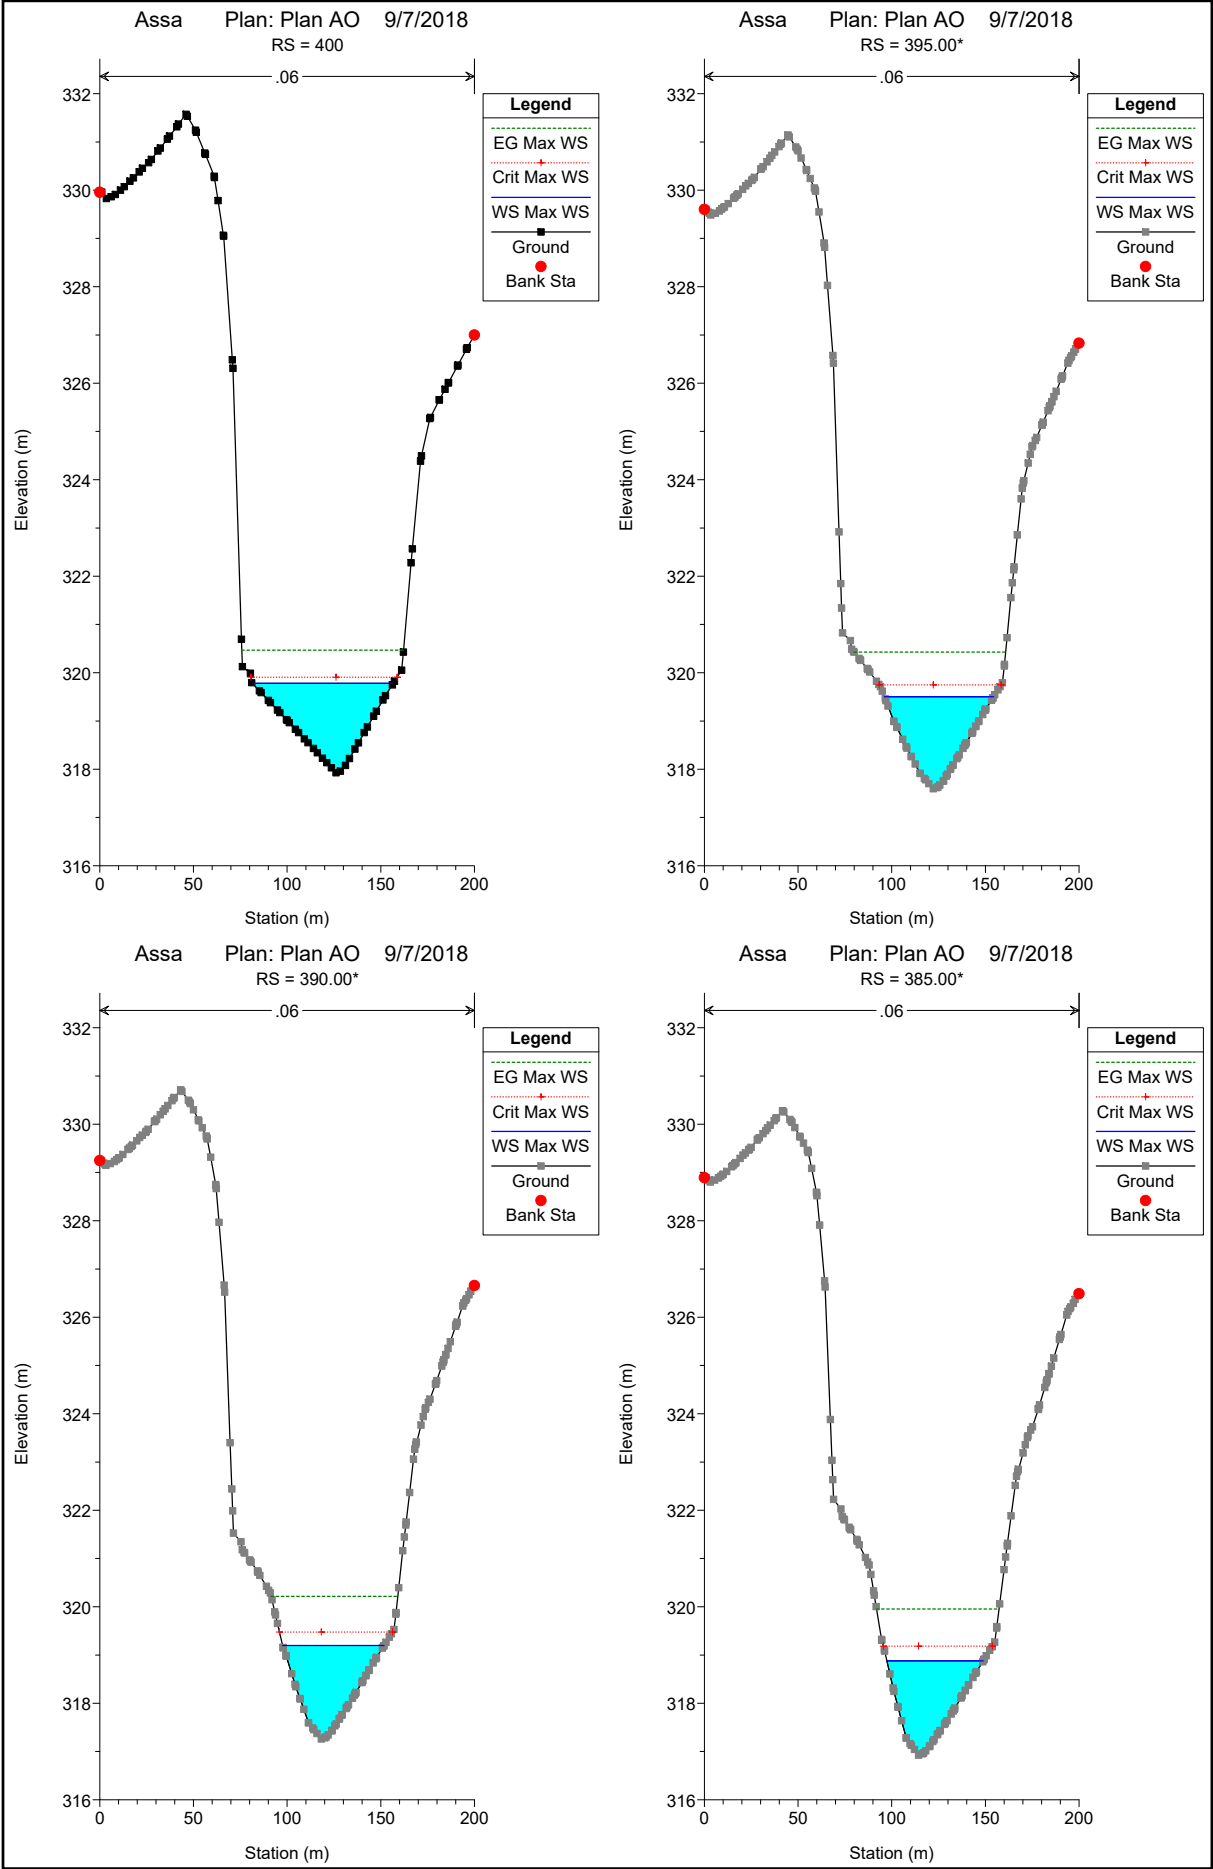 Assa Plan: Plan AO 9/7/2018
RS = 400
.06
332
330
328
326
324
322
320
318
316
0 50 100 150 200
Elevation (m)
Station (m)
Legend
EG Max WS
Crit Max WS
WS Max WS
Ground
Bank Sta
Assa Plan: Plan AO 9/7/2018
RS = 395.00*
.06
332
330
328
326
324
322
320
318
316
0 50 100 150 200
Elevation (m)
Station (m)
Legend
EG Max WS
Crit Max WS
WS Max WS
Ground
Bank Sta
Assa Plan: Plan AO 9/7/2018
RS = 390.00*
.06
332
330
328
326
324
322
320
318
316
0 50 100 150 200
Elevation (m)
Station (m)
Legend
EG Max WS
Crit Max WS
WS Max WS
Ground
Bank Sta
Assa Plan: Plan AO 9/7/2018
RS = 385.00*
.06
332
330
328
326
324
322
320
318
316
0 50 100 150 200
Elevation (m)
Station (m)
Legend
EG Max WS
Crit Max WS
WS Max WS
Ground
Bank Sta